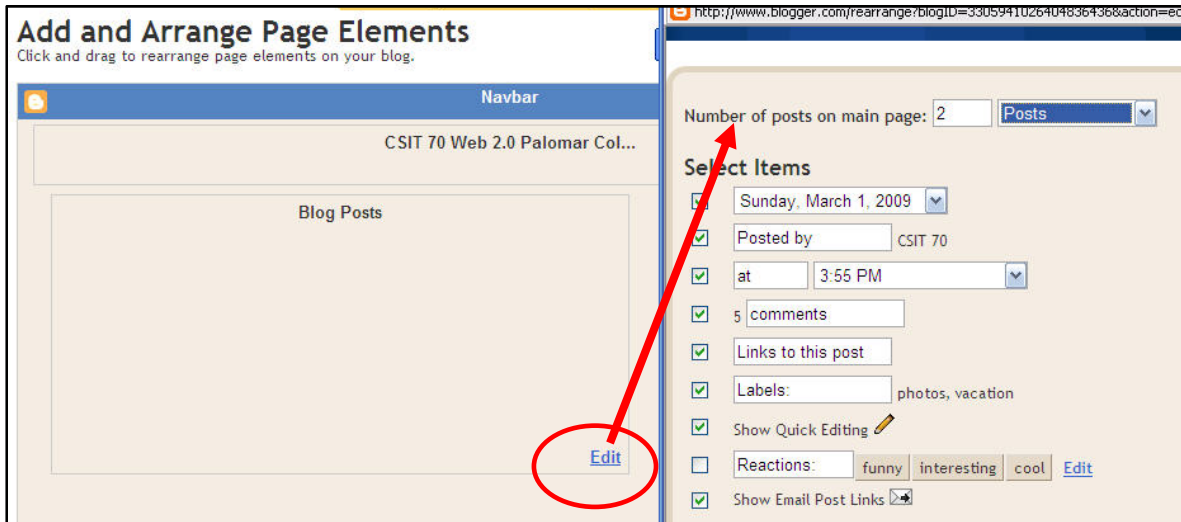 Add and Arrange Page Elements
Click and drag to rearrange page elements on your blog.
Navbar
CSIT 70 Web 2.0 Palomar Col...
Blog Posts
Edit
http://www.blogger.com/rearrange?blogID=3305941026404836436&action=ec
Number of posts on main page: 2 Posts
Select Items
Sunday, March 1, 2009
Posted by CSIT 70
at 3:55 PM
5 comments
Links to this post
Labels: photos, vacation
Show Quick Editing
Reactions: funny interesting cool Edit
Show Email Post Links